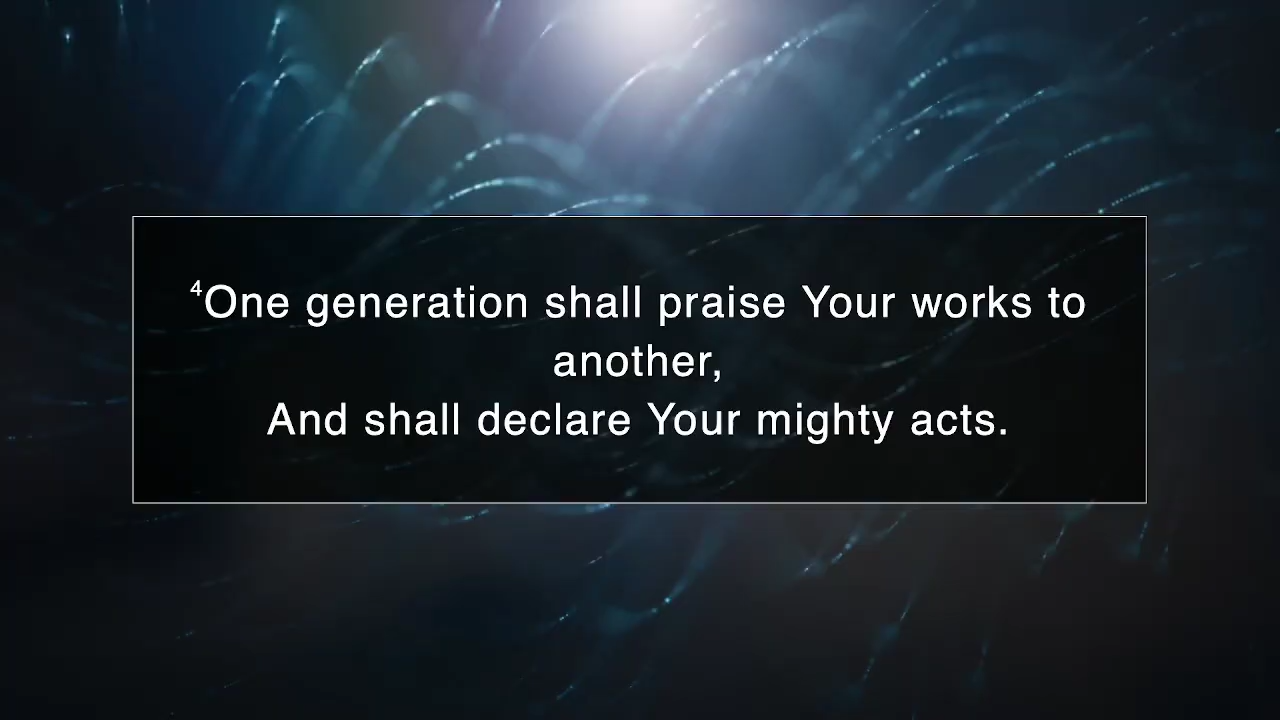 ⁴One generation shall praise Your works to
another,
And shall declare Your mighty acts.